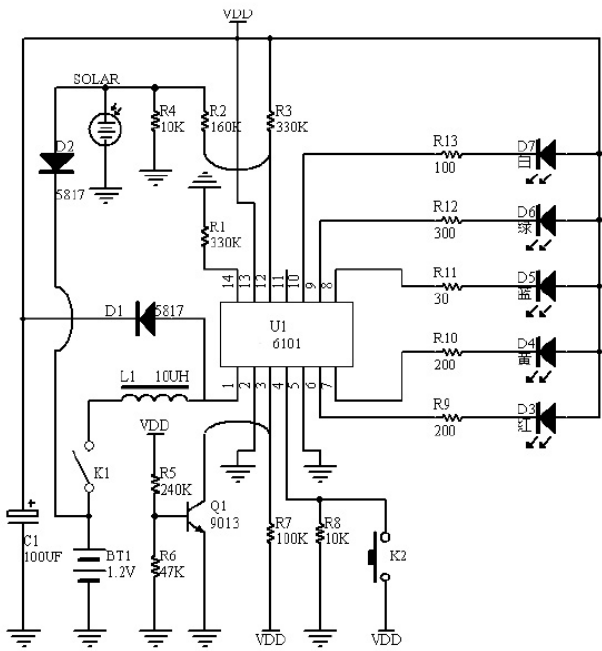 VDD
SOLAR
R4
10K
R2
160K
R3
330K
D2
5817
R1
330K
R13
100
D7
白
R12
300
D6
绿
R11
30
D5
蓝
R10
200
D4
黄
R9
200
D3
红
14
13
12
11
10
9
8
U1
6101
1
2
3
4
5
6
7
D1
5817
L1 10UH
K1
VDD
R5
240K
Q1
9013
R6
47K
C1
100UF
BT1
1.2V
R7
100K
R8
10K
K2
VDD
VDD